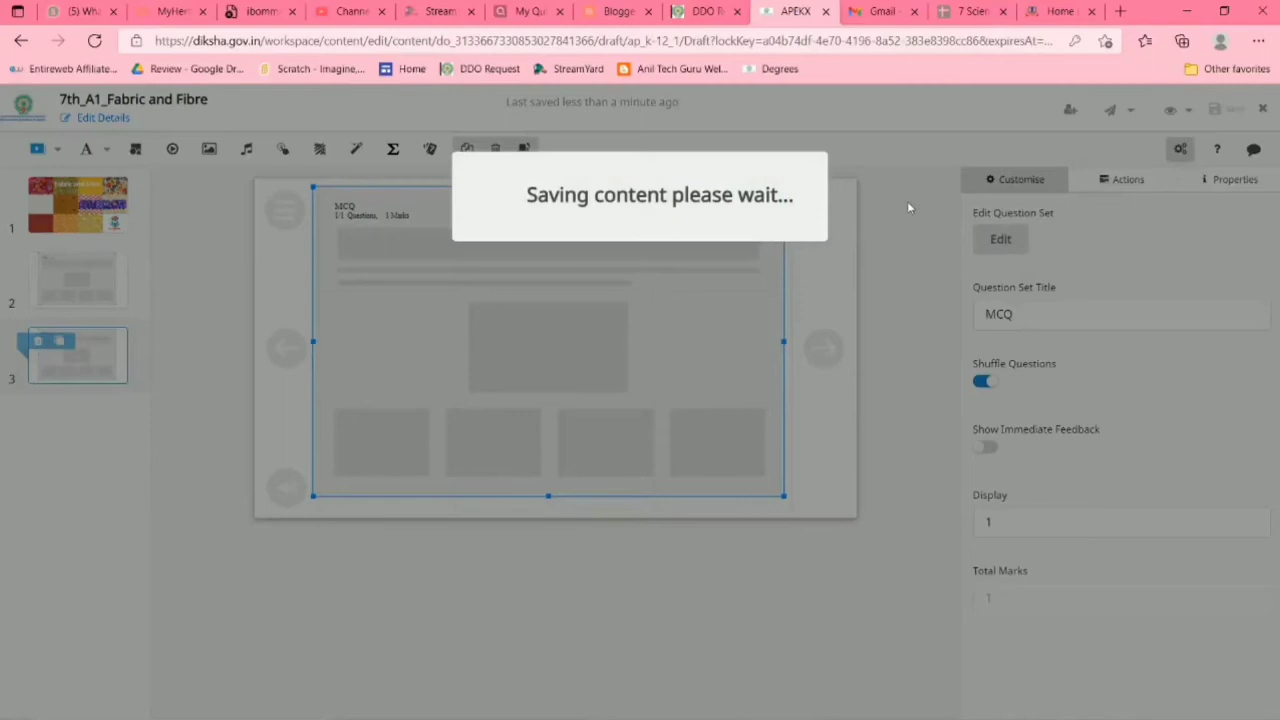 (5) Wha
MyHer
ibomm
Chann
Stream
My Qu
Blogge
DDO R
APEKX
Gmail -
7 Scien
Home
https://diksha.gov.in/workspace/content/edit/content/do_3133667330853027841366/draft/ap_k-12_1/Draft?lockKey=a04b74df-4e70-4196-8a52-383e8398cc86&expiresAt=...
Entireweb Affiliate...
Review - Google Dr...
Scratch - Imagine,...
Home
DDO Request
StreamYard
Anil Tech Guru Wel...
Degrees
Other favorites
7th_A1_Fabric and Fibre
Edit Details
Last saved less than a minute ago
Save
Saving content please wait...
Customise
Actions
Properties
1
2
3
MCQ
1/1 Questions, 1 Marks
Edit Question Set
Edit
Question Set Title
MCQ
Shuffle Questions
Show Immediate Feedback
Display
1
Total Marks
1